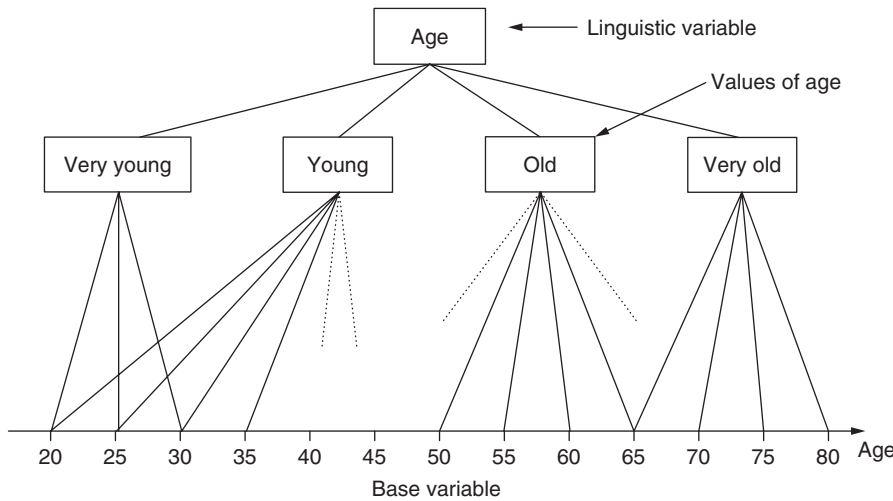 Age
Linguistic variable
Values of age
Very young
Young
Old
Very old
20 25 30 35 40 45 50 55 60 65 70 75 80 Age
Base variable